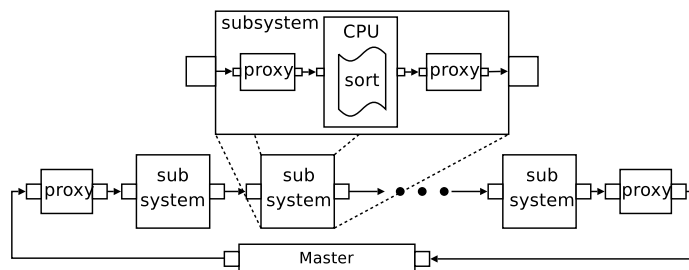 subsystem
CPU
proxy
sort
proxy
proxy
sub
system
sub
system
sub
system
proxy
Master